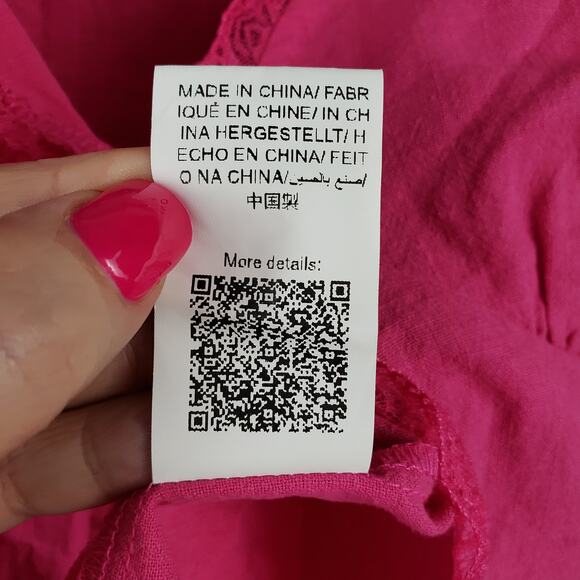 MADE IN CHINA/ FABR
IQUÉ EN CHINE/ IN CH
INA HERGESTELLT/ H
ECHO EN CHINA/ FEIT
O NA CHINA/صنع بالصين/
中国製
More details: